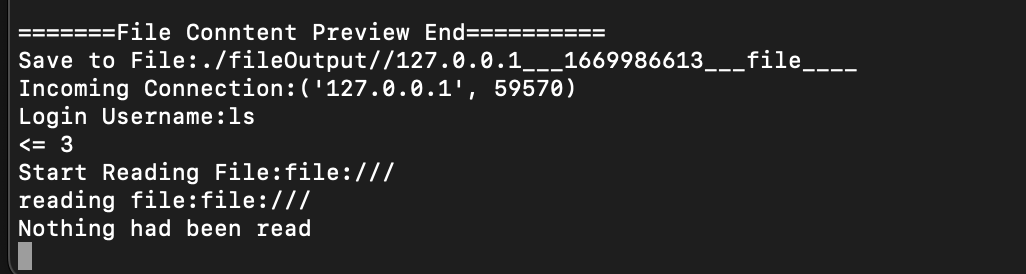 =======File Conntent Preview End==========
Save to File:./fileOutput//127.0.0.1___1669986613___file____
Incoming Connection:('127.0.0.1', 59570)
Login Username:ls
<= 3
Start Reading File:file:///
reading file:file:///
Nothing had been read